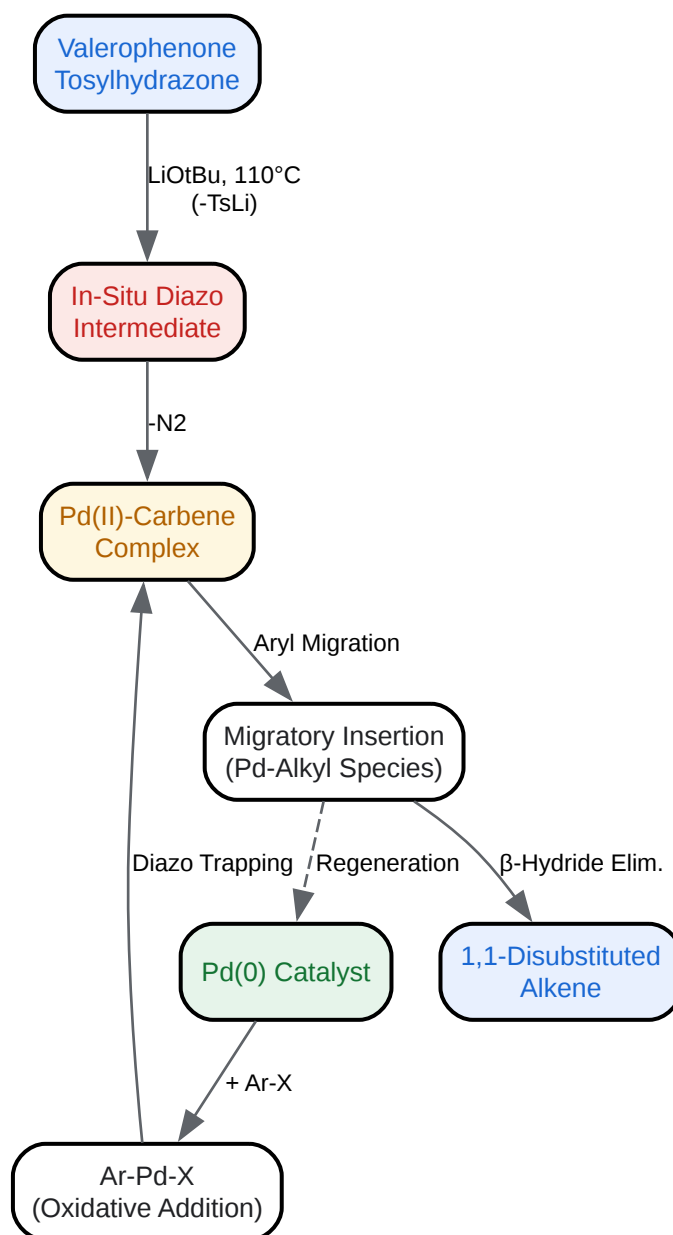 Valerophenone
Tosylhydrazone
LiOtBu, 110°C
(-TsLi)
In-Situ Diazo
Intermediate
-N2
Pd(II)-Carbene
Complex
Aryl Migration
Migratory Insertion
(Pd-Alkyl Species)
Diazo Trapping
Regeneration
β-Hydride Elim.
Pd(0) Catalyst
1,1-Disubstituted
Alkene
+ Ar-X
Ar-Pd-X
(Oxidative Addition)